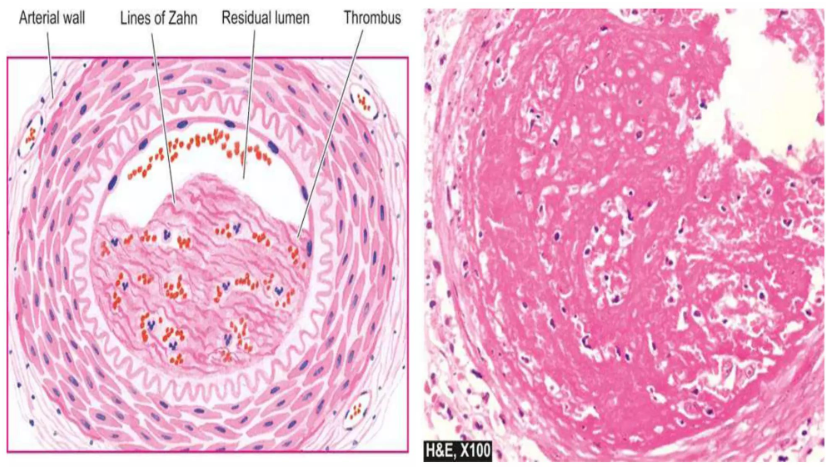 Arterial wall Lines of Zahn Residual lumen Thrombus
H&E, X100